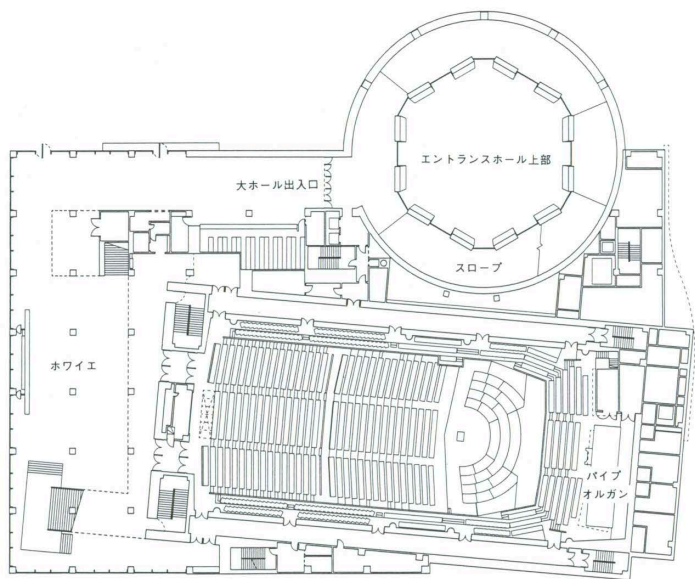 エントランスホール上部
大ホール出入口
スロープ
ホワイエ
パイプ
オルガン